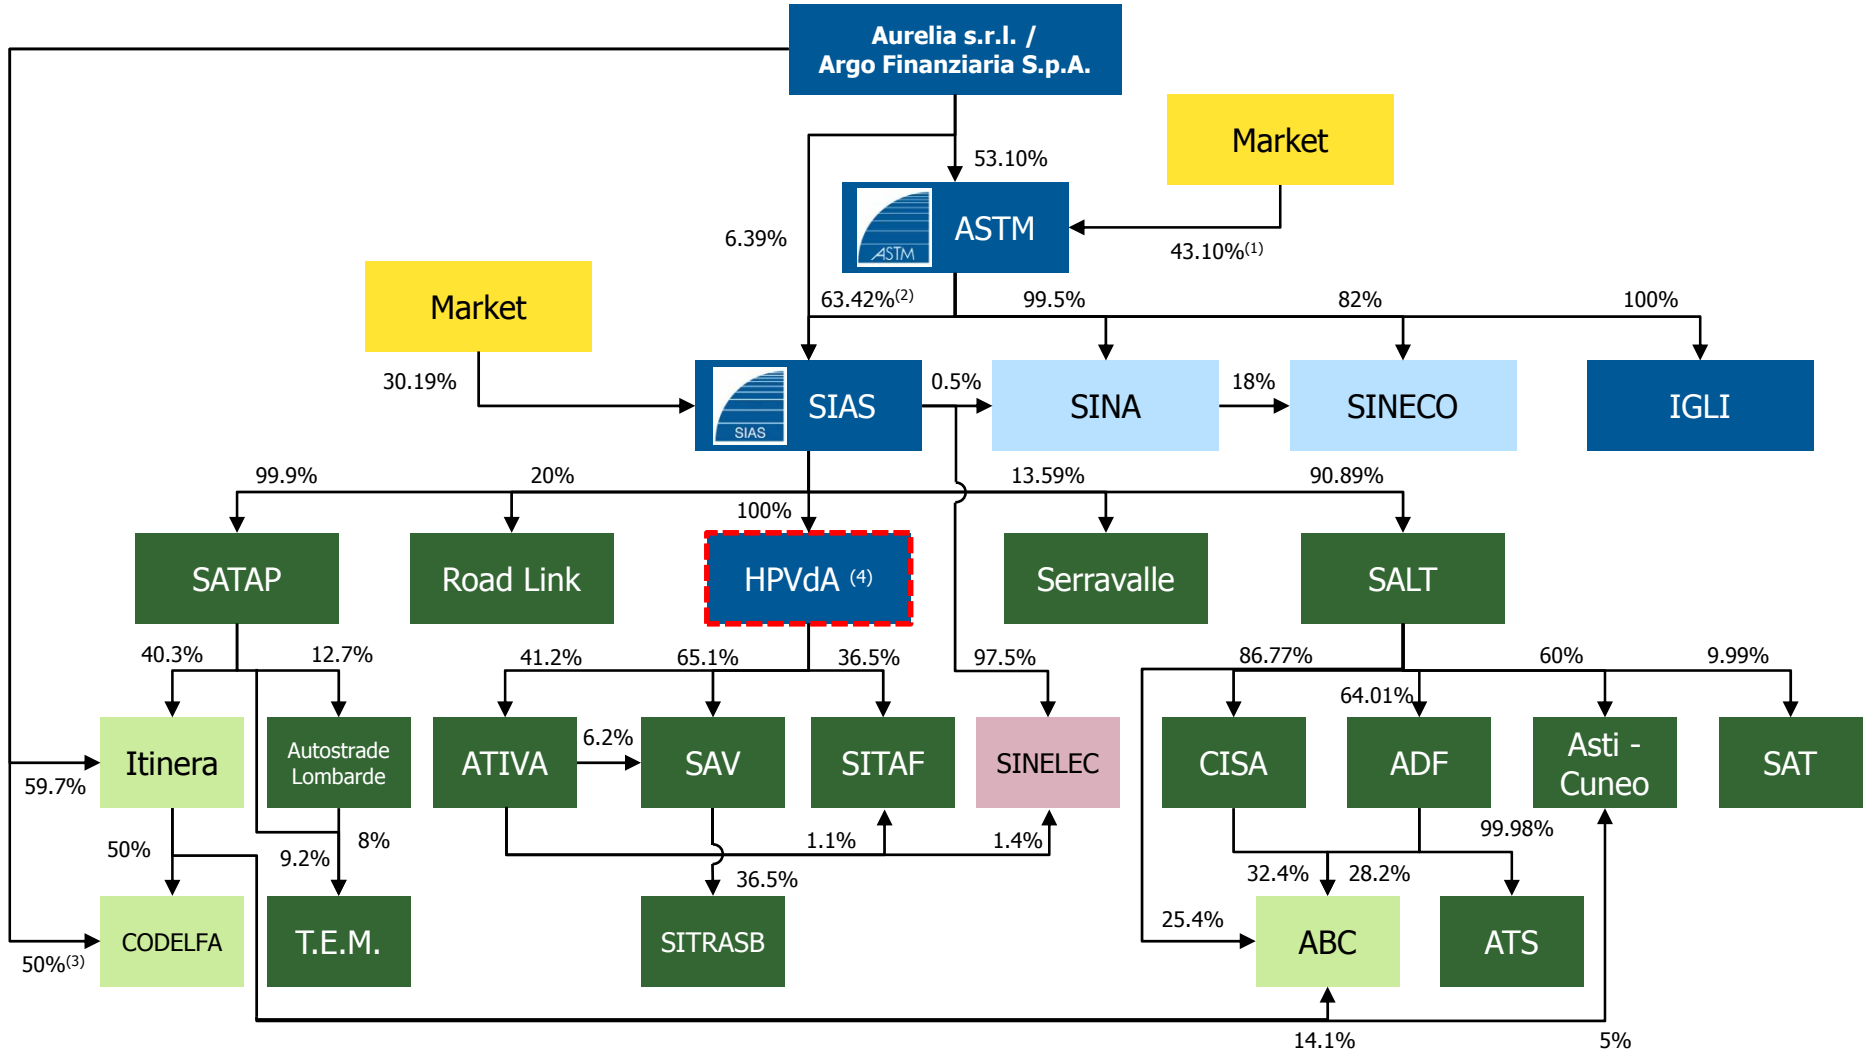 Aurelia s.r.l. /
Argo Finanziaria S.p.A.
Market
53.10%
ASTM
ASTM
6.39%
43.10%(1)
Market
63.42%(2)
99.5%
82%
100%
30.19%
SIAS
SIAS
0.5%
SINA
18%
SINECO
IGLI
99.9%
20%
100%
13.59%
90.89%
SATAP
Road Link
HPVdA (4)
Serravalle
SALT
40.3%
12.7%
41.2%
65.1%
36.5%
97.5%
86.77%
64.01%
60%
9.99%
Itinera
Autostrade
Lombarde
ATIVA
6.2%
SAV
SITAF
SINELEC
CISA
ADF
Asti -
Cuneo
SAT
59.7%
50%
9.2%
8%
1.1%
1.4%
99.98%
36.5%
32.4%
28.2%
25.4%
CODELFA
T.E.M.
SITRASB
ABC
ATS
50%(3)
14.1%
5%